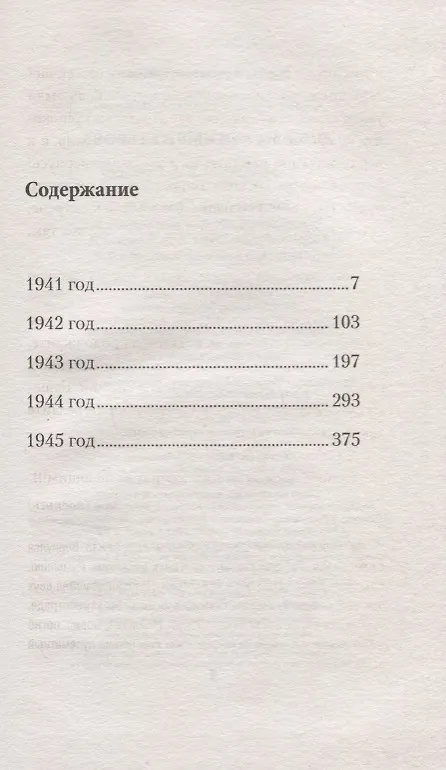 Содержание
1941 год........................................................7
1942 год....................................................103
1943 год....................................................197
1944 год....................................................293
1945 год....................................................375